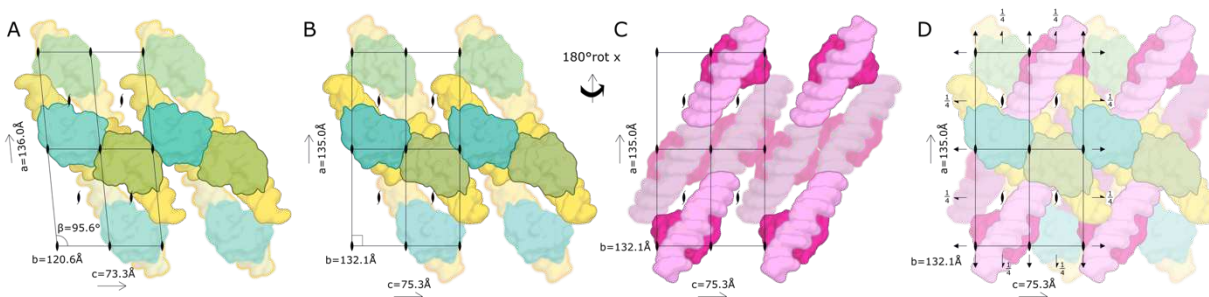 A
a=136.0Å
β=95.6°
b=120.6Å
c=73.3Å
B
a=135.0Å
b=132.1Å
c=75.3Å
C
180°rot x
a=135.0Å
b=132.1Å
c=75.3Å
D
1/4
1/4
1/4
1/4
a=135.0Å
1/4
1/4
b=132.1Å
1/4
1/4
c=75.3Å